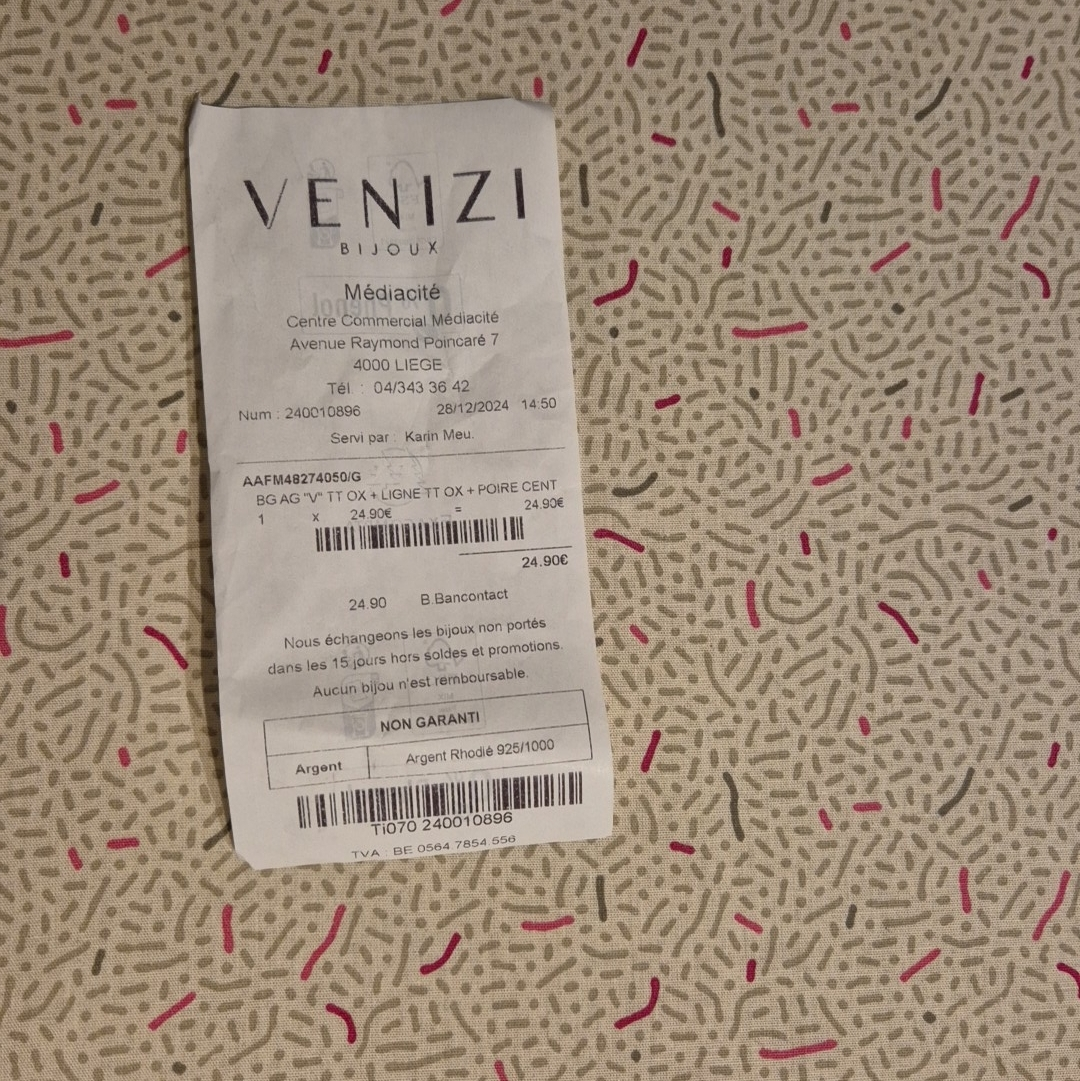 VENIZI
BIJOUX
Médiacité
Centre Commercial Médiacité
Avenue Raymond Poincaré 7
4000 LIEGE
Tél. : 04/343 36 42
Num : 240010896 28/12/2024 14:50
Servi par : Karin Meu.
AAFM48274050/G
BG AG "V" TT OX + LIGNE TT OX + POIRE CENT
1 x 24.90€ = 24.90€
24.90€
24.90 B.Bancontact
Nous échangeons les bijoux non portés
dans les 15 jours hors soldes et promotions.
Aucun bijou n'est remboursable.
NON GARANTI
Argent Argent Rhodié 925/1000
Ti070 240010896
TVA : BE 0564.7854.556